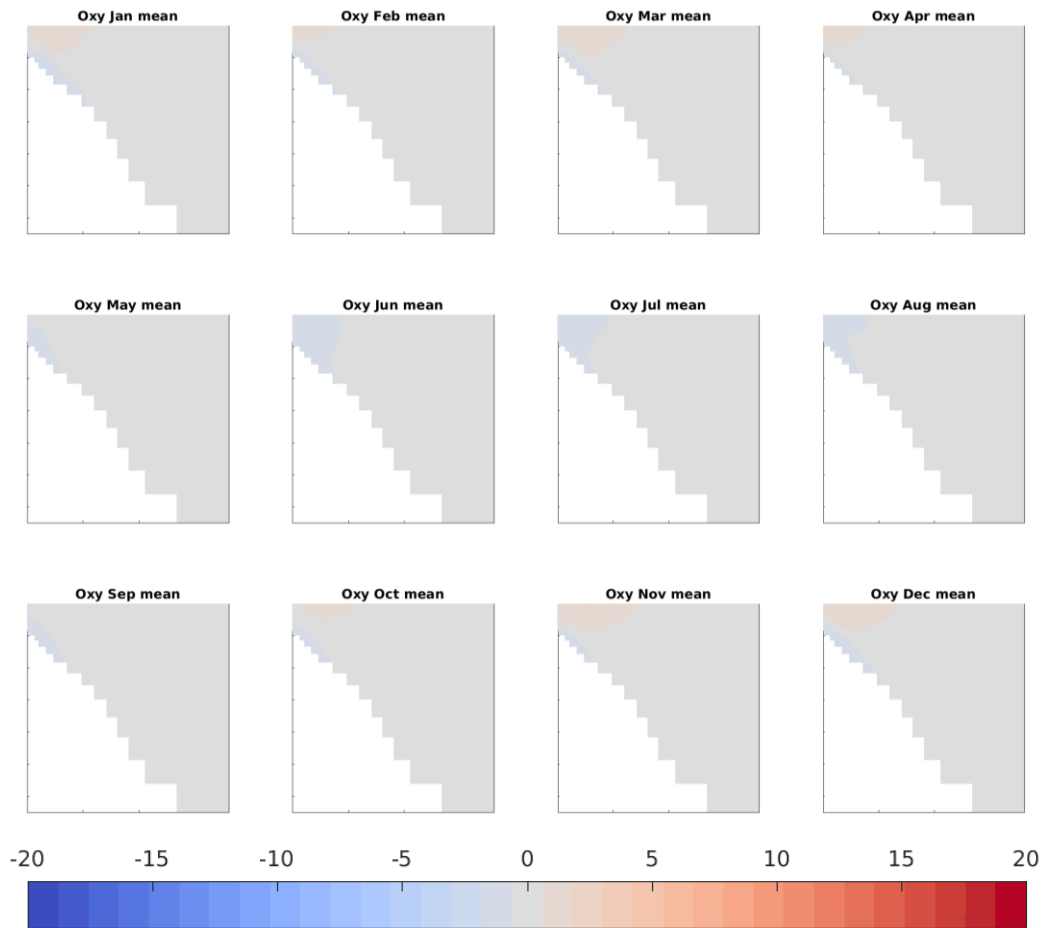 Oxy Jan mean Oxy Feb mean Oxy Mar mean Oxy Apr mean
Oxy May mean Oxy Jun mean Oxy Jul mean Oxy Aug mean
Oxy Sep mean Oxy Oct mean Oxy Nov mean Oxy Dec mean
-20 -15 -10 -5 0 5 10 15 20